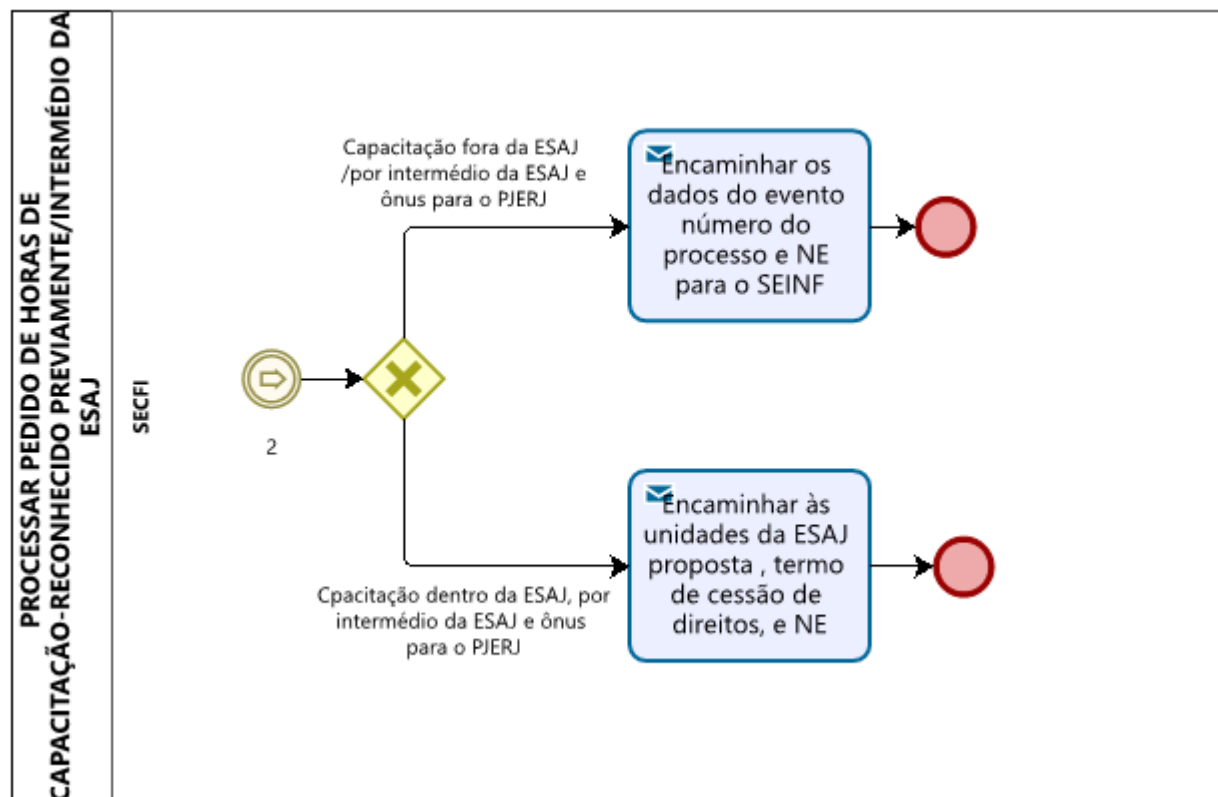 PROCESSAR PEDIDO DE HORAS DE
CAPACITAÇÃO-RECONHECIDO PREVIAMENTE/INTERMÉDIO DA
ESAJ
SECFI
2
Capacitação fora da ESAJ
/por intermédio da ESAJ e
ônus para o PJERJ
Encaminhar os
dados do evento
número do
processo e NE
para o SEINF
Cpacitação dentro da ESAJ, por
intermédio da ESAJ e ônus
para o PJERJ
Encaminhar às
unidades da ESAJ
proposta , termo
de cessão de
direitos, e NE